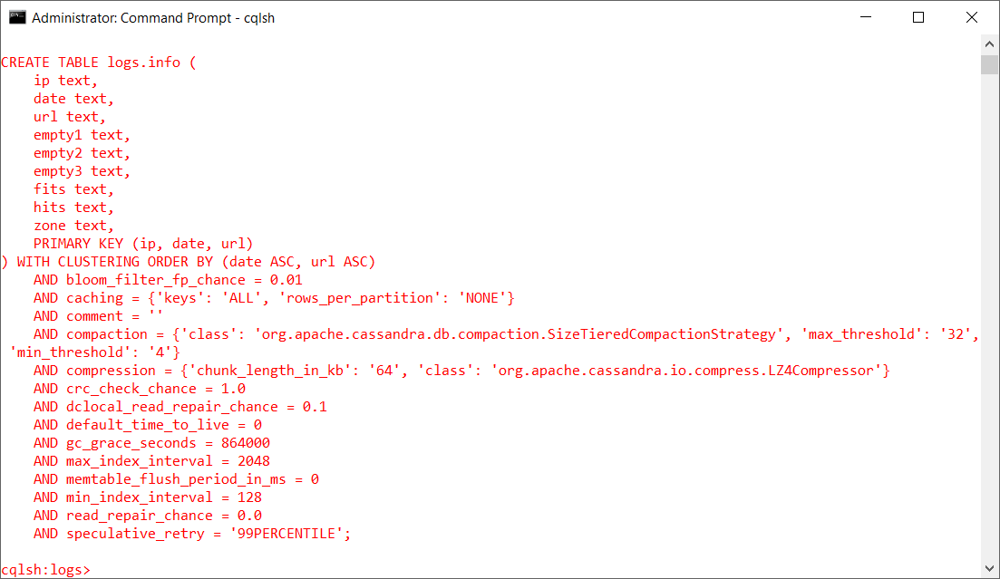 Administrator: Command Prompt - cqlsh
CREATE TABLE logs.info (
    ip text,
    date text,
    url text,
    empty1 text,
    empty2 text,
    empty3 text,
    fits text,
    hits text,
    zone text,
    PRIMARY KEY (ip, date, url)
) WITH CLUSTERING ORDER BY (date ASC, url ASC)
    AND bloom_filter_fp_chance = 0.01
    AND caching = {'keys': 'ALL', 'rows_per_partition': 'NONE'}
    AND comment = ''
    AND compaction = {'class': 'org.apache.cassandra.db.compaction.SizeTieredCompactionStrategy', 'max_threshold': '32',
 'min_threshold': '4'}
    AND compression = {'chunk_length_in_kb': '64', 'class': 'org.apache.cassandra.io.compress.LZ4Compressor'}
    AND crc_check_chance = 1.0
    AND dclocal_read_repair_chance = 0.1
    AND default_time_to_live = 0
    AND gc_grace_seconds = 864000
    AND max_index_interval = 2048
    AND memtable_flush_period_in_ms = 0
    AND min_index_interval = 128
    AND read_repair_chance = 0.0
    AND speculative_retry = '99PERCENTILE';
cqlsh:logs>